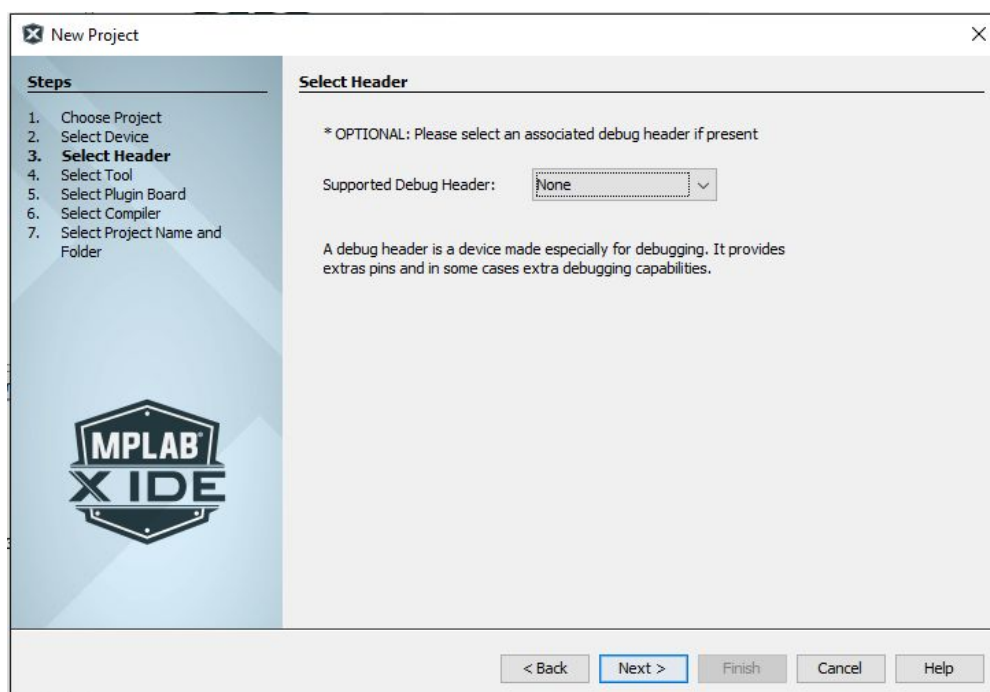 New Project
Steps
1. Choose Project
2. Select Device
3. Select Header
4. Select Tool
5. Select Plugin Board
6. Select Compiler
7. Select Project Name and
Folder
MPLAB®
X IDE
Select Header
* OPTIONAL: Please select an associated debug header if present
Supported Debug Header: None
A debug header is a device made especially for debugging. It provides
extras pins and in some cases extra debugging capabilities.
< Back Next > Finish Cancel Help